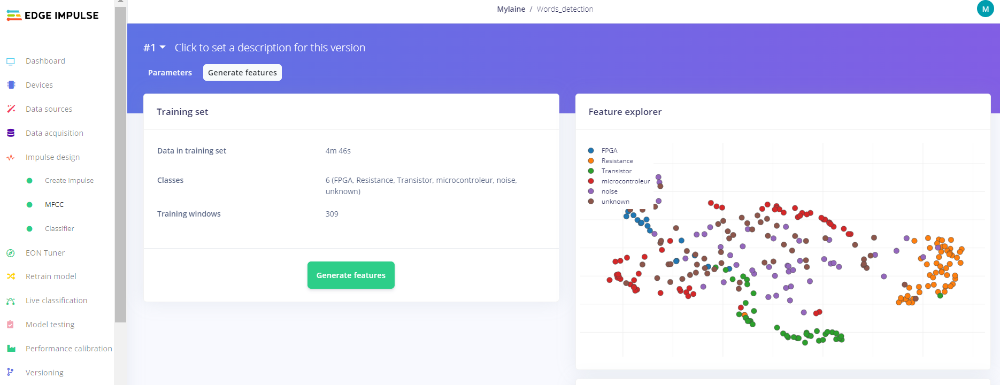 EDGE IMPULSE
Mylaine / Words_detection
M
Dashboard
Devices
Data sources
Data acquisition
Impulse design
Create impulse
MFCC
Classifier
EON Tuner
Retrain model
Live classification
Model testing
Performance calibration
Versioning
#1 Click to set a description for this version
Parameters Generate features
Training set
Data in training set 4m 46s
Classes 6 (FPGA, Resistance, Transistor, microcontroleur, noise,
unknown)
Training windows 309
Generate features
Feature explorer
FPGA
Resistance
Transistor
microcontroleur
noise
unknown